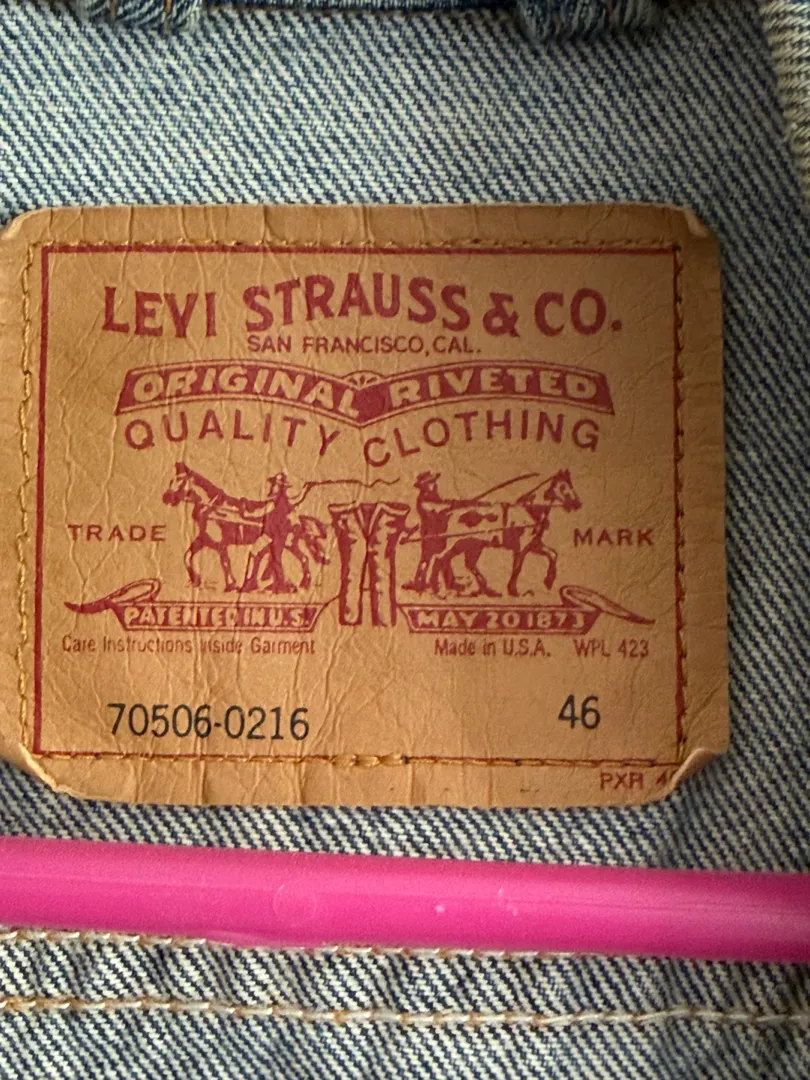 LEVI STRAUSS & CO.
SAN FRANCISCO, CAL.
ORIGINAL RIVETED
QUALITY CLOTHING
TRADE MARK
PATENTED IN U.S. MAY 20 1873
Care Instructions Inside Garment Made in U.S.A. WPL 423
70506-0216 46
PXR